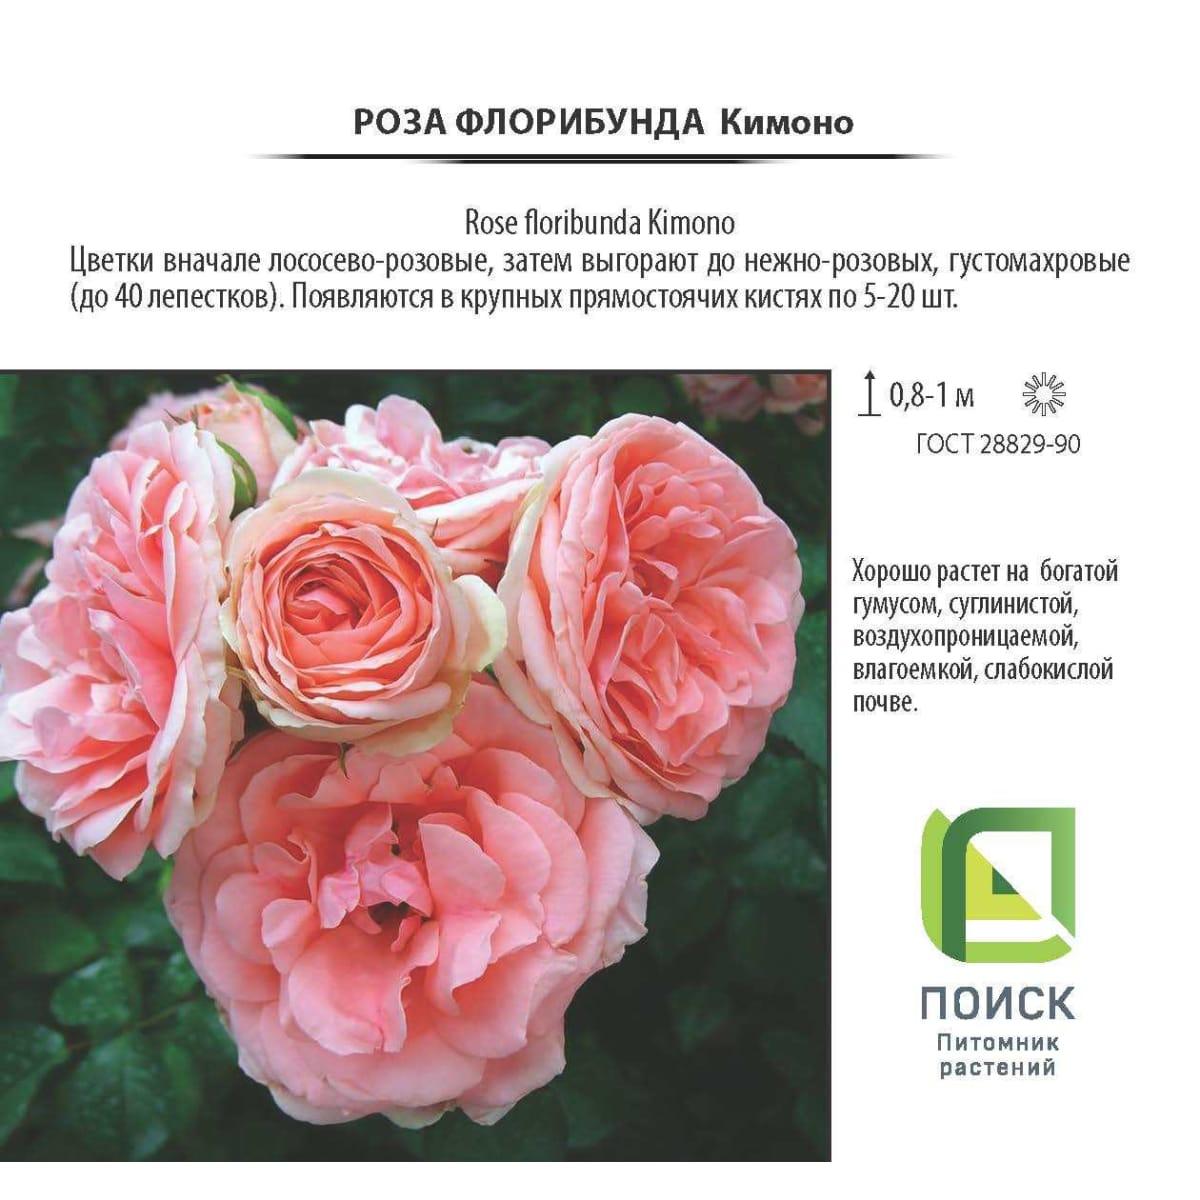 РОЗА ФЛОРИБУНДА Кимоно
Rose floribunda Kimono
Цветки вначале лососево-розовые, затем выгорают до нежно-розовых, густомахровые
(до 40 лепестков). Появляются в крупных прямостоячих кистях по 5-20 шт.
0,8-1 м
ГОСТ 28829-90
Хорошо растет на богатой
гумусом, суглинистой,
воздухопроницаемой,
влагоемкой, слабокислой
почве.
ПОИСК
Питомник
растений